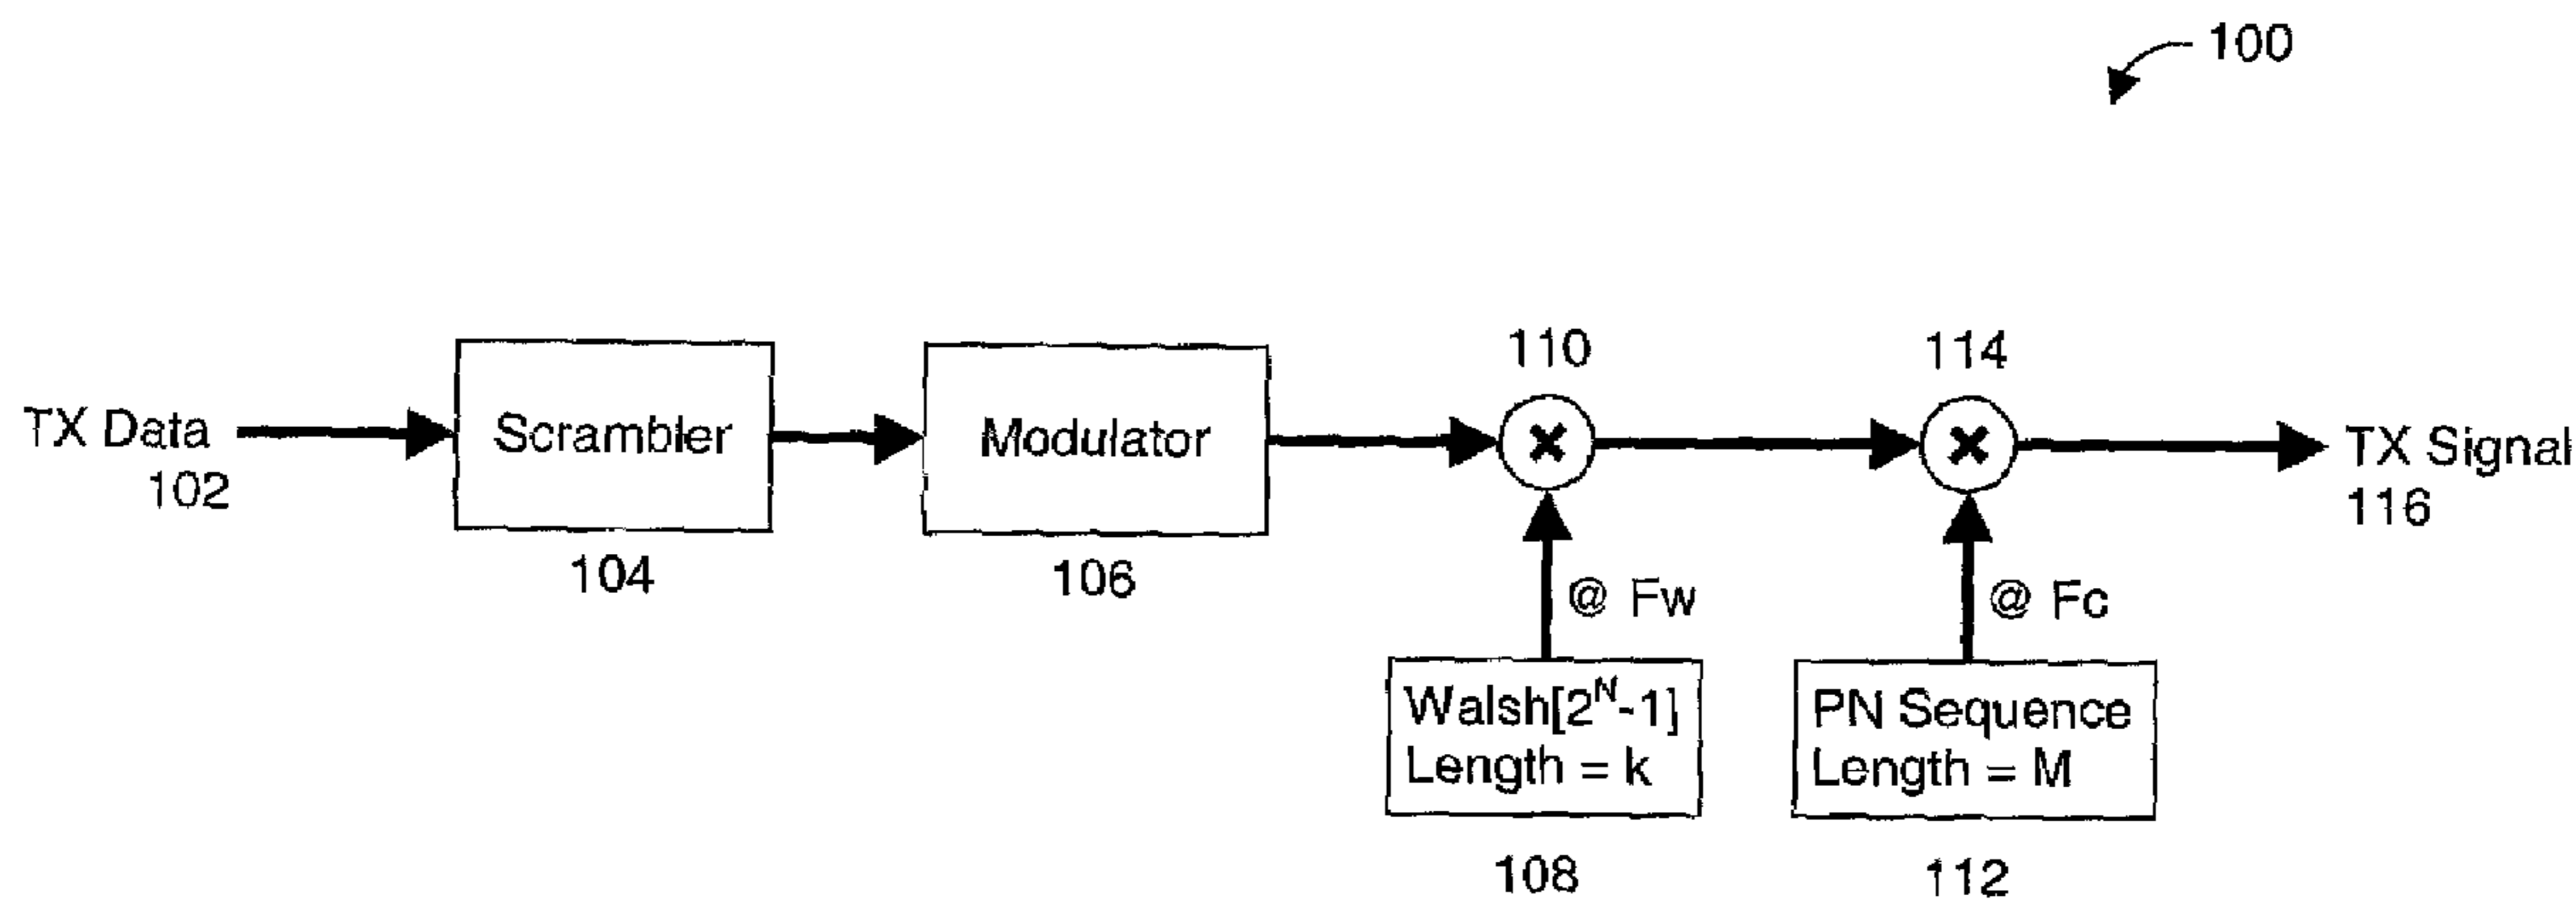 100
TX Data
102
Scrambler
104
Modulator
106
110
114
TX Signal
116
@ Fw
@ Fc
Walsh[2^N-1]
Length = k
108
PN Sequence
Length = M
112